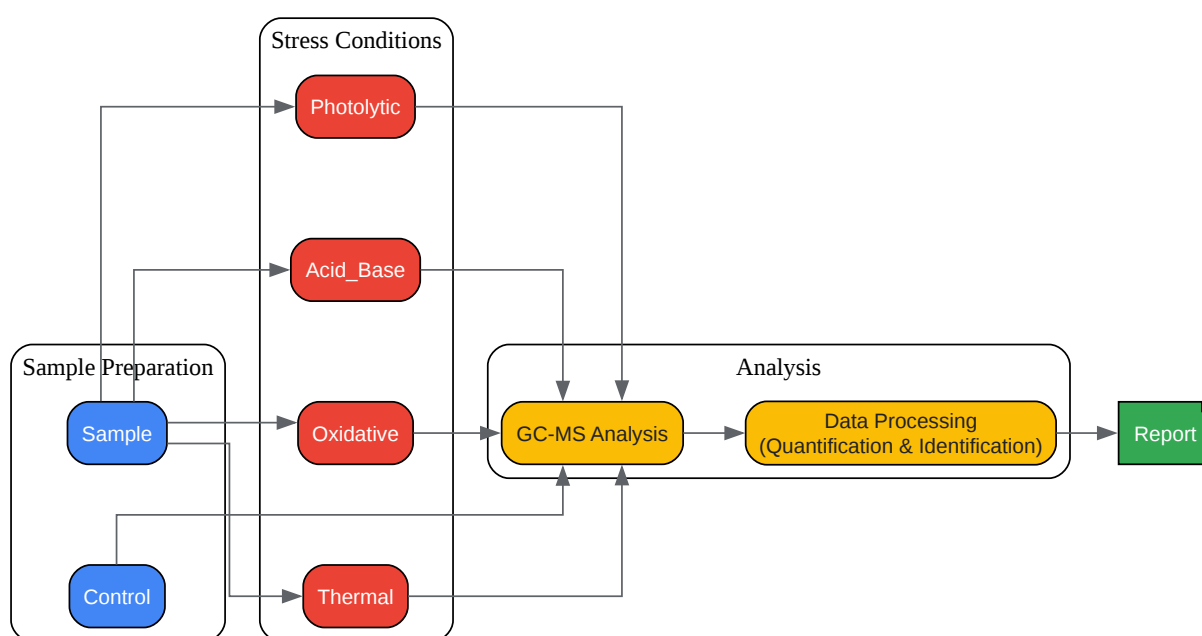 Stress Conditions
Photolytic
Acid_Base
Sample Preparation
Analysis
Sample
Oxidative
GC-MS Analysis
Data Processing
(Quantification & Identification)
Report
Control
Thermal